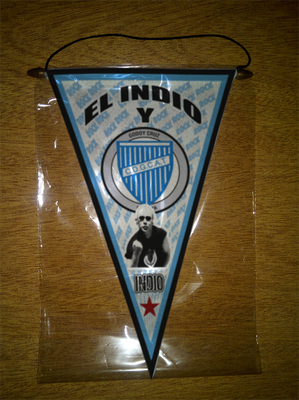 EL INDIO
Y
GODOY CRUZ
C.D.G.C.A.T.
INDIO